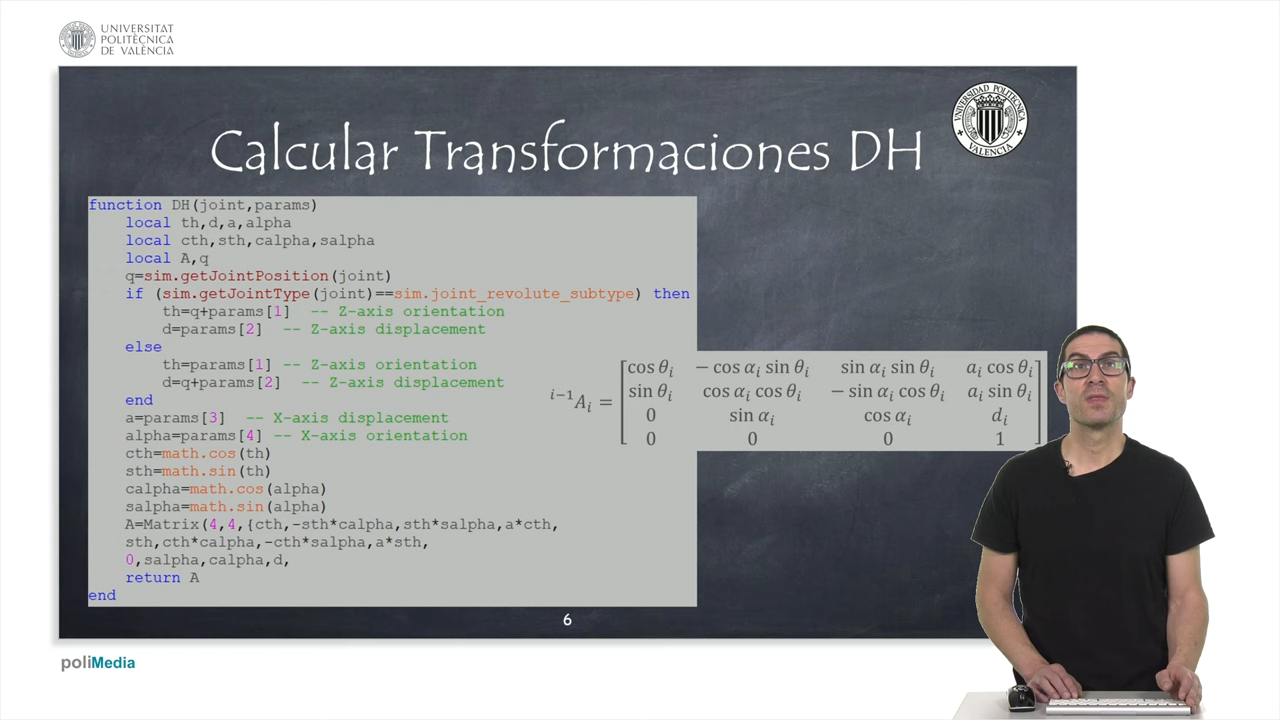 UNIVERSITAT
POLITÈCNICA
DE VALÈNCIA
UNIVERSIDAD POLITECNICA
VALENCIA
Calcular Transformaciones DH
function DH(joint,params)
local th,d,a,alpha
local cth,sth,calpha,salpha
local A,q
q=sim.getJointPosition(joint)
if (sim.getJointType(joint)==sim.joint_revolute_subtype) then
th=q+params[1] -- Z-axis orientation
d=params[2] -- Z-axis displacement
else
th=params[1] -- Z-axis orientation
d=q+params[2] -- Z-axis displacement
end
a=params[3] -- X-axis displacement
alpha=params[4] -- X-axis orientation
cth=math.cos(th)
sth=math.sin(th)
calpha=math.cos(alpha)
salpha=math.sin(alpha)
A=Matrix(4,4,{cth,-sth*calpha,sth*salpha,a*cth,
sth,cth*calpha,-cth*salpha,a*sth,
0,salpha,calpha,d,
return A
end
i−1Ai =
cos θi − cos αi sin θi sin αi sin θi ai cos θi
sin θi cos αi cos θi − sin αi cos θi ai sin θi
0 sin αi cos αi di
0 0 0 1
6
poliMedia